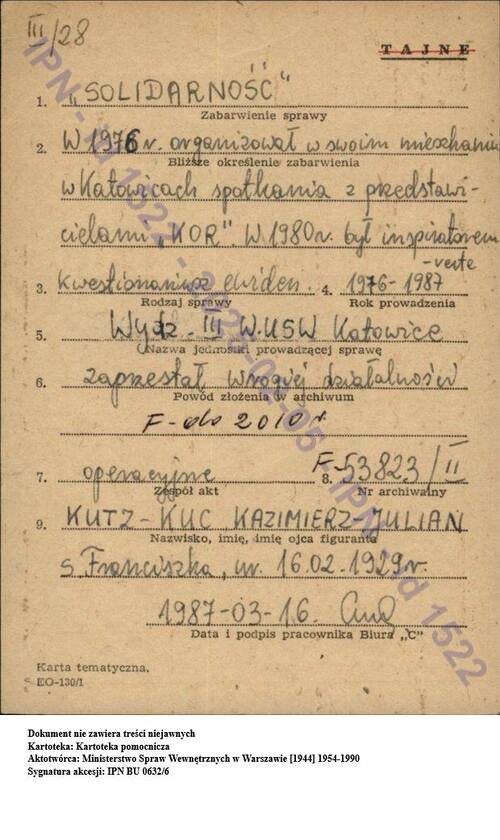 III/28
TAJNE
1. „SOLIDARNOŚĆ"
Zabarwienie sprawy
2. W 1976 r. organizował w swoim mieszkaniu
Bliższe określenie zabarwienia
w Katowicach spotkania z przedstawi-
cielami „KOR". W 1980 r. był inspiratorem
-verte
3. Kwestionariusz ewiden. 4. 1976-1987
Rodzaj sprawy Rok prowadzenia
5. Wydz. III W.USW Katowice
(Nazwa jednostki prowadzącej sprawę
6. zaprzestał wrogiej działalności
Powód złożenia w archiwum
F-do 2010 r
7. operacyjne 8. F-53823/II
Zespół akt Nr archiwalny
9. KUTZ-KUC KAZIMIERZ-JULIAN
Nazwisko, imię, imię ojca figuranta
s. Franciszka, ur. 16.02.1929r.
1987-03-16.
Data i podpis pracownika Biura „C"
Karta tematyczna.
EO-130/1
Dokument nie zawiera treści niejawnych
Kartoteka: Kartoteka pomocnicza
Aktotwórca: Ministerstwo Spraw Wewnętrznych w Warszawie [1944] 1954-1990
Sygnatura akcesji: IPN BU 0632/6